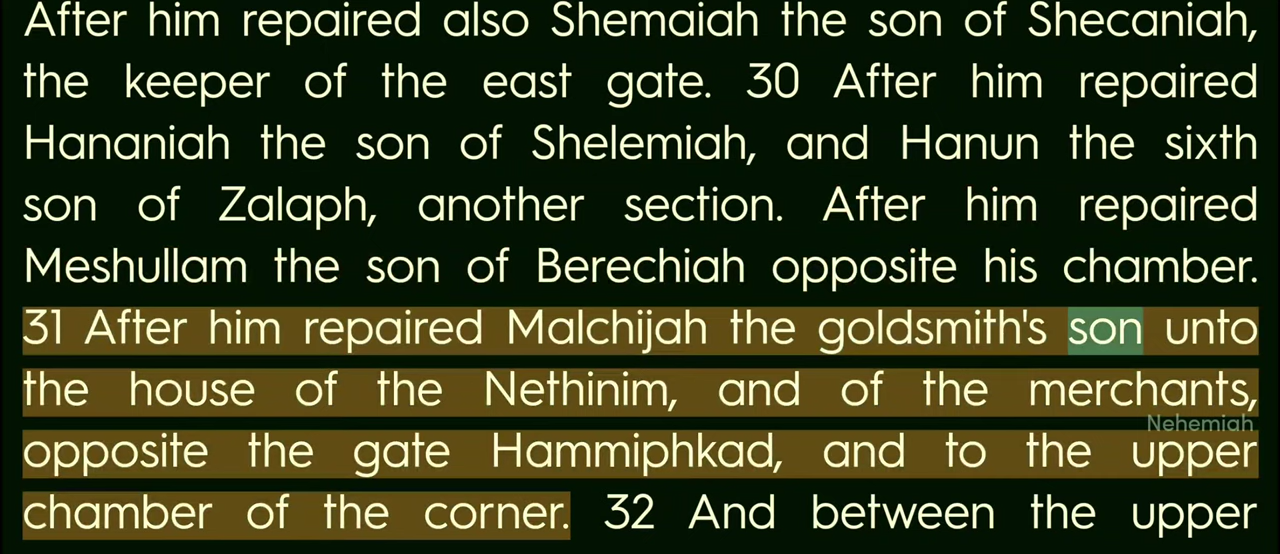 After him repaired also Shemaiah the son of Shecaniah,
the keeper of the east gate. 30 After him repaired
Hananiah the son of Shelemiah, and Hanun the sixth
son of Zalaph, another section. After him repaired
Meshullam the son of Berechiah opposite his chamber.
31 After him repaired Malchijah the goldsmith's son unto
the house of the Nethinim, and of the merchants,
Nehemiah
opposite the gate Hammiphkad, and to the upper
chamber of the corner. 32 And between the upper